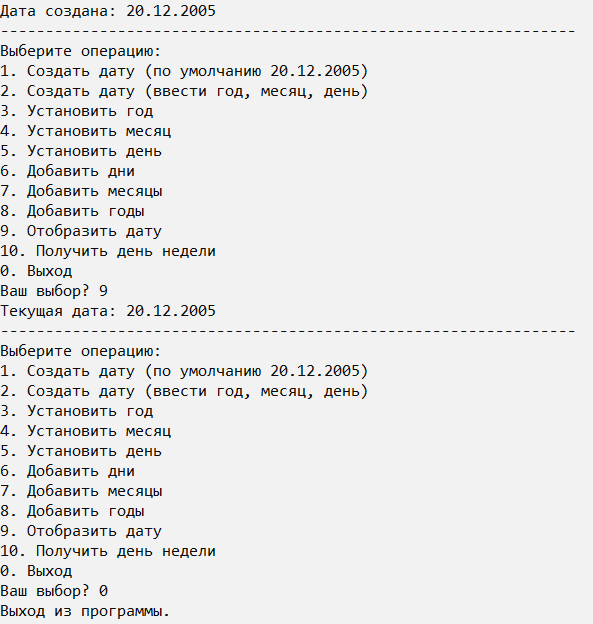 Дата создана: 20.12.2005
----------------------------------------------------------------
Выберите операцию:
1. Создать дату (по умолчанию 20.12.2005)
2. Создать дату (ввести год, месяц, день)
3. Установить год
4. Установить месяц
5. Установить день
6. Добавить дни
7. Добавить месяцы
8. Добавить годы
9. Отобразить дату
10. Получить день недели
0. Выход
Ваш выбор? 9
Текущая дата: 20.12.2005
----------------------------------------------------------------
Выберите операцию:
1. Создать дату (по умолчанию 20.12.2005)
2. Создать дату (ввести год, месяц, день)
3. Установить год
4. Установить месяц
5. Установить день
6. Добавить дни
7. Добавить месяцы
8. Добавить годы
9. Отобразить дату
10. Получить день недели
0. Выход
Ваш выбор? 0
Выход из программы.